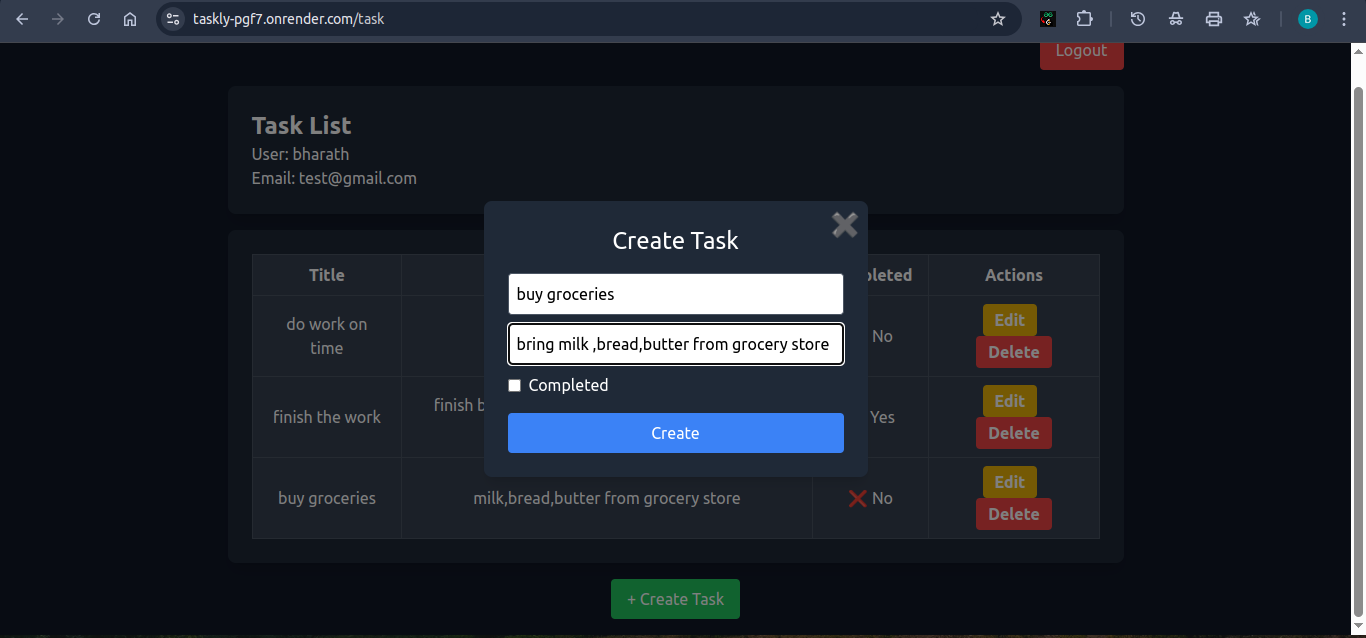 taskly-pgf7.onrender.com/task
B
Logout
Task List
User: bharath
Email: test@gmail.com
Create Task
buy groceries
bring milk ,bread,butter from grocery store
Completed
Create
Title
Actions
do work on
time
No
Edit
Delete
finish the work
finish
Yes
Edit
Delete
buy groceries
milk,bread,butter from grocery store
❌ No
Edit
Delete
+ Create Task